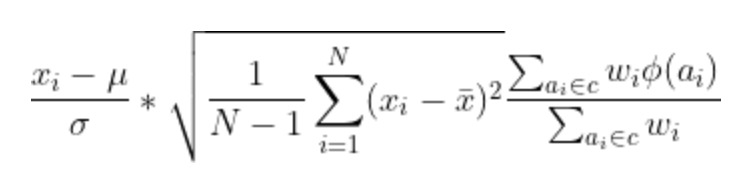 \frac{x_i - \mu}{\sigma} * \sqrt{\frac{1}{N-1} \sum_{i=1}^{N} (x_i - \bar{x})^2} \frac{\sum_{a_i \in c} w_i \phi(a_i)}{\sum_{a_i \in c} w_i}